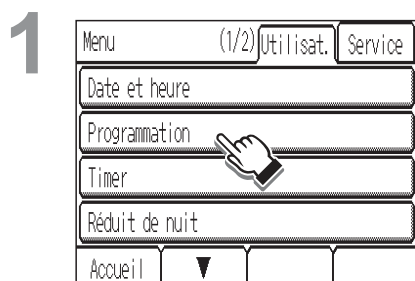 1
Menu (1/2) Utilisat. Service
Date et heure
Programmation
Timer
Réduit de nuit
Accueil ▼